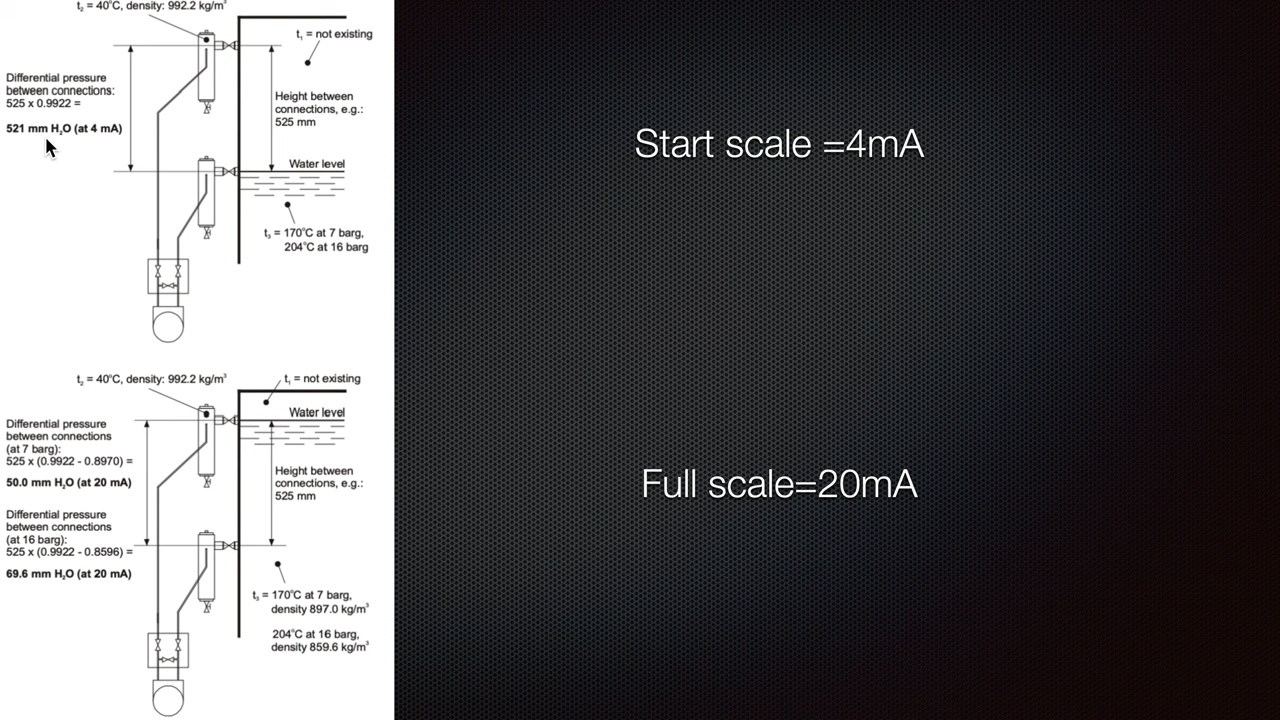 t₂ = 40°C, density: 992.2 kg/m³
t₁ = not existing
Differential pressure
between connections:
525 x 0.9922 =
521 mm H₂O (at 4 mA)
Height between
connections, e.g.:
525 mm
Water level
t₃ = 170°C at 7 barg,
204°C at 16 barg
Start scale =4mA
t₂ = 40°C, density: 992.2 kg/m³
t₁ = not existing
Water level
Differential pressure
between connections
(at 7 barg):
525 x (0.9922 - 0.8970) =
50.0 mm H₂O (at 20 mA)
Height between
connections, e.g.:
525 mm
Differential pressure
between connections
(at 16 barg):
525 x (0.9922 - 0.8596) =
69.6 mm H₂O (at 20 mA)
t₃ = 170°C at 7 barg,
density 897.0 kg/m³
204°C at 16 barg,
density 859.6 kg/m³
Full scale=20mA